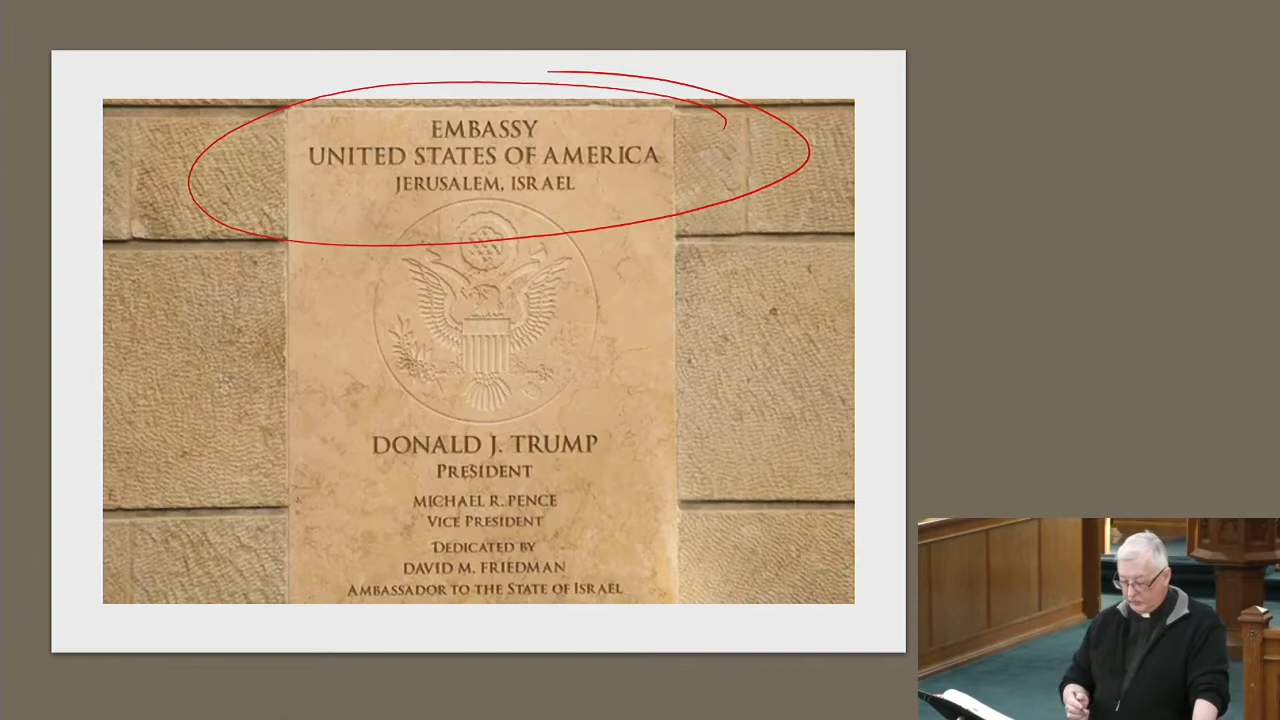 EMBASSY
UNITED STATES OF AMERICA
JERUSALEM, ISRAEL
DONALD J. TRUMP
PRESIDENT
MICHAEL R. PENCE
VICE PRESIDENT
DEDICATED BY
DAVID M. FRIEDMAN
AMBASSADOR TO THE STATE OF ISRAEL